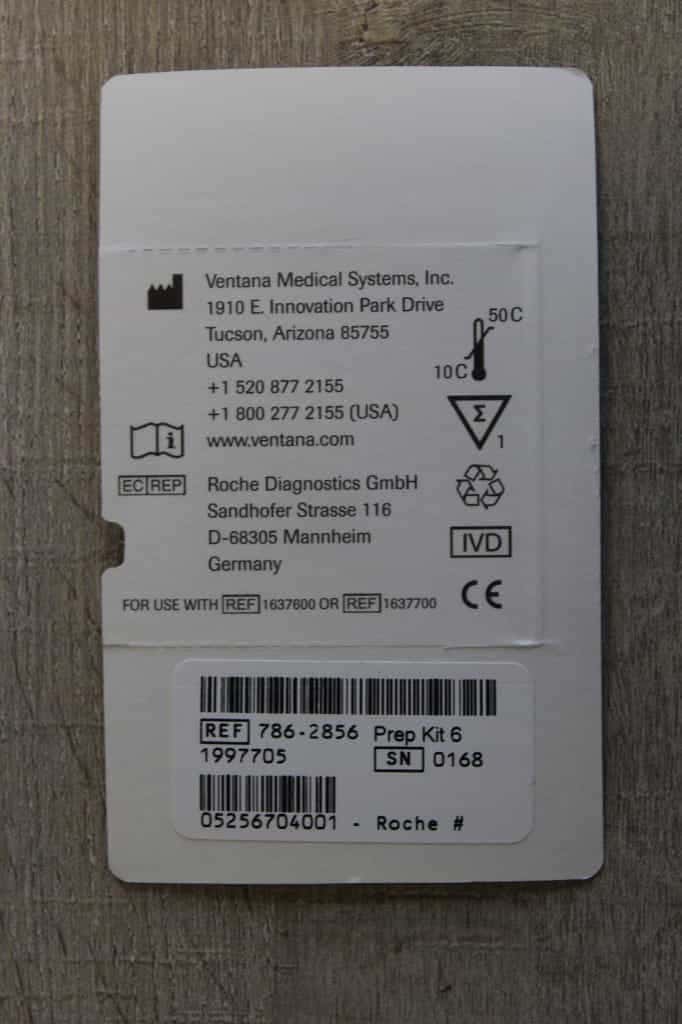 Ventana Medical Systems, Inc.
1910 E. Innovation Park Drive
Tucson, Arizona 85755
USA
+1 520 877 2155
+1 800 277 2155 (USA)
www.ventana.com
50 C
10 C
Σ
1
i
EC REP
Roche Diagnostics GmbH
Sandhofer Strasse 116
D-68305 Mannheim
Germany
IVD
CE
FOR USE WITH REF 1637600 OR REF 1637700
REF 786-2856 Prep Kit 6
1997705 SN 0168
05256704001 - Roche #